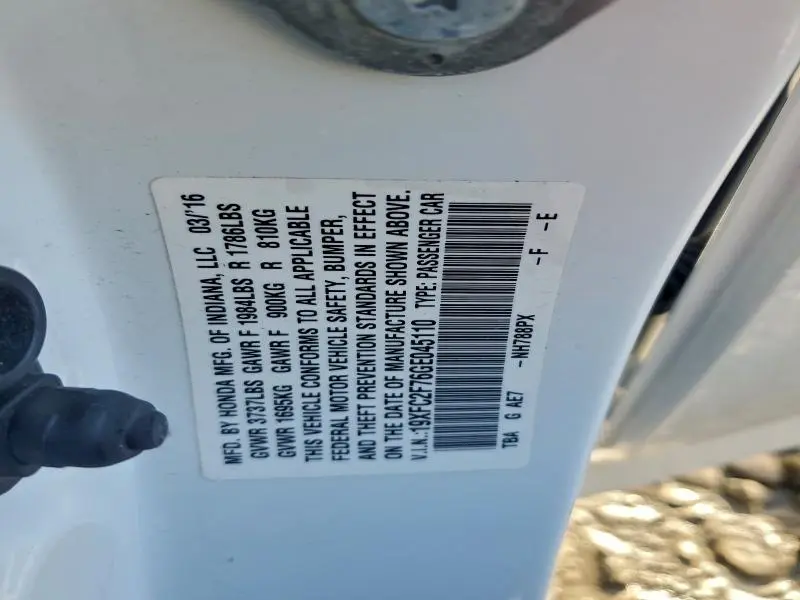 MFD. BY HONDA MFG. OF INDIANA, LLC 03/'16
GVWR 3737LBS GAWR F 1984LBS R 1786LBS
GVWR 1695KG GAWR F 900KG R 810KG
THIS VEHICLE CONFORMS TO ALL APPLICABLE
FEDERAL MOTOR VEHICLE SAFETY, BUMPER,
AND THEFT PREVENTION STANDARDS IN EFFECT
ON THE DATE OF MANUFACTURE SHOWN ABOVE.
V.I.N.:19XFC2F76GE045110 TYPE: PASSENGER CAR
TBA G AE7 -NH788PX -F -E